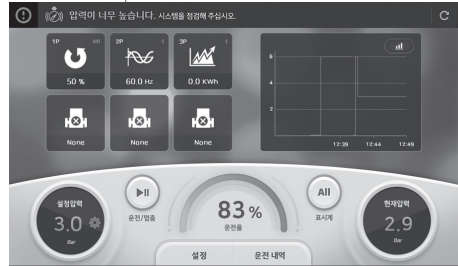 압력이 너무 높습니다. 시스템을 점검해 주십시오.
1P MI
50 %
2P I
60.0 Hz
3P I
0.0 KWh
None
None
None
6
4
2
12:39 12:44 12:49
설정압력
3.0
Bar
운전/멈춤
83 %
운전율
All
표시계
현재압력
2.9
Bar
설정
운전 내역